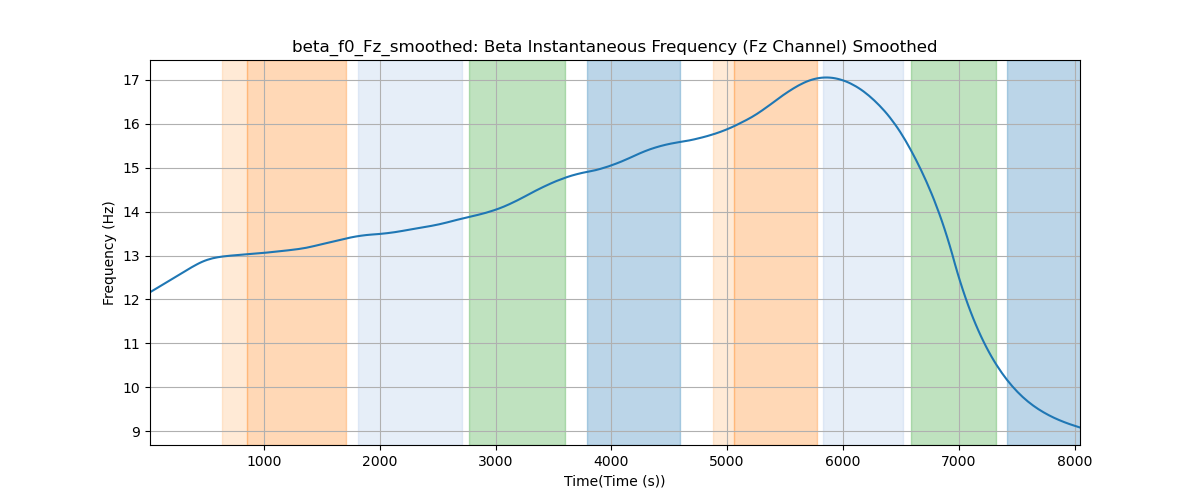 beta_f0_Fz_smoothed: Beta Instantaneous Frequency (Fz Channel) Smoothed
17
16
15
14
13
12
11
10
9
Frequency (Hz)
1000 2000 3000 4000 5000 6000 7000 8000
Time(Time (s))